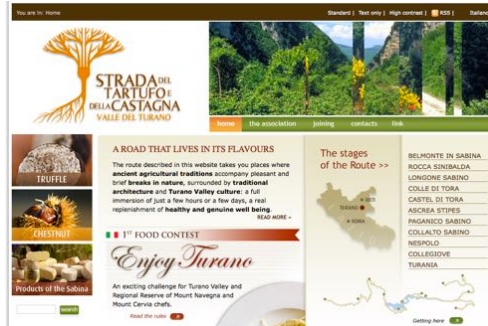 You are in: Home
Standard | Text only | High contrast | RSS | Italiano
STRADA DEL
TARTUFO E
DELLA CASTAGNA
VALLE DEL TURANO
home the association joining contacts link
TRUFFLE
CHESTNUT
Products of the Sabina
search
A ROAD THAT LIVES IN ITS FLAVOURS
The route described in this website takes you places where
ancient agricultural traditions accompany pleasant and
brief breaks in nature, surrounded by traditional
architecture and Turano Valley culture: a full
immersion of just a few hours or a few days, a real
replenishment of healthy and genuine well being.
READ MORE »
1ST FOOD CONTEST
Enjoy Turano
An exciting challenge for Turano Valley and
Regional Reserve of Mount Navegna and
Mount Cervia chefs.
Read the rules
The stages
of the Route >>
RIETI
TURANO
ROMA
BELMONTE IN SABINA
ROCCA SINIBALDA
LONGONE SABINO
COLLE DI TORA
CASTEL DI TORA
ASCREA STIPES
PAGANICO SABINO
COLLALTO SABINO
NESPOLO
COLLEGIOVE
TURANIA
Getting here